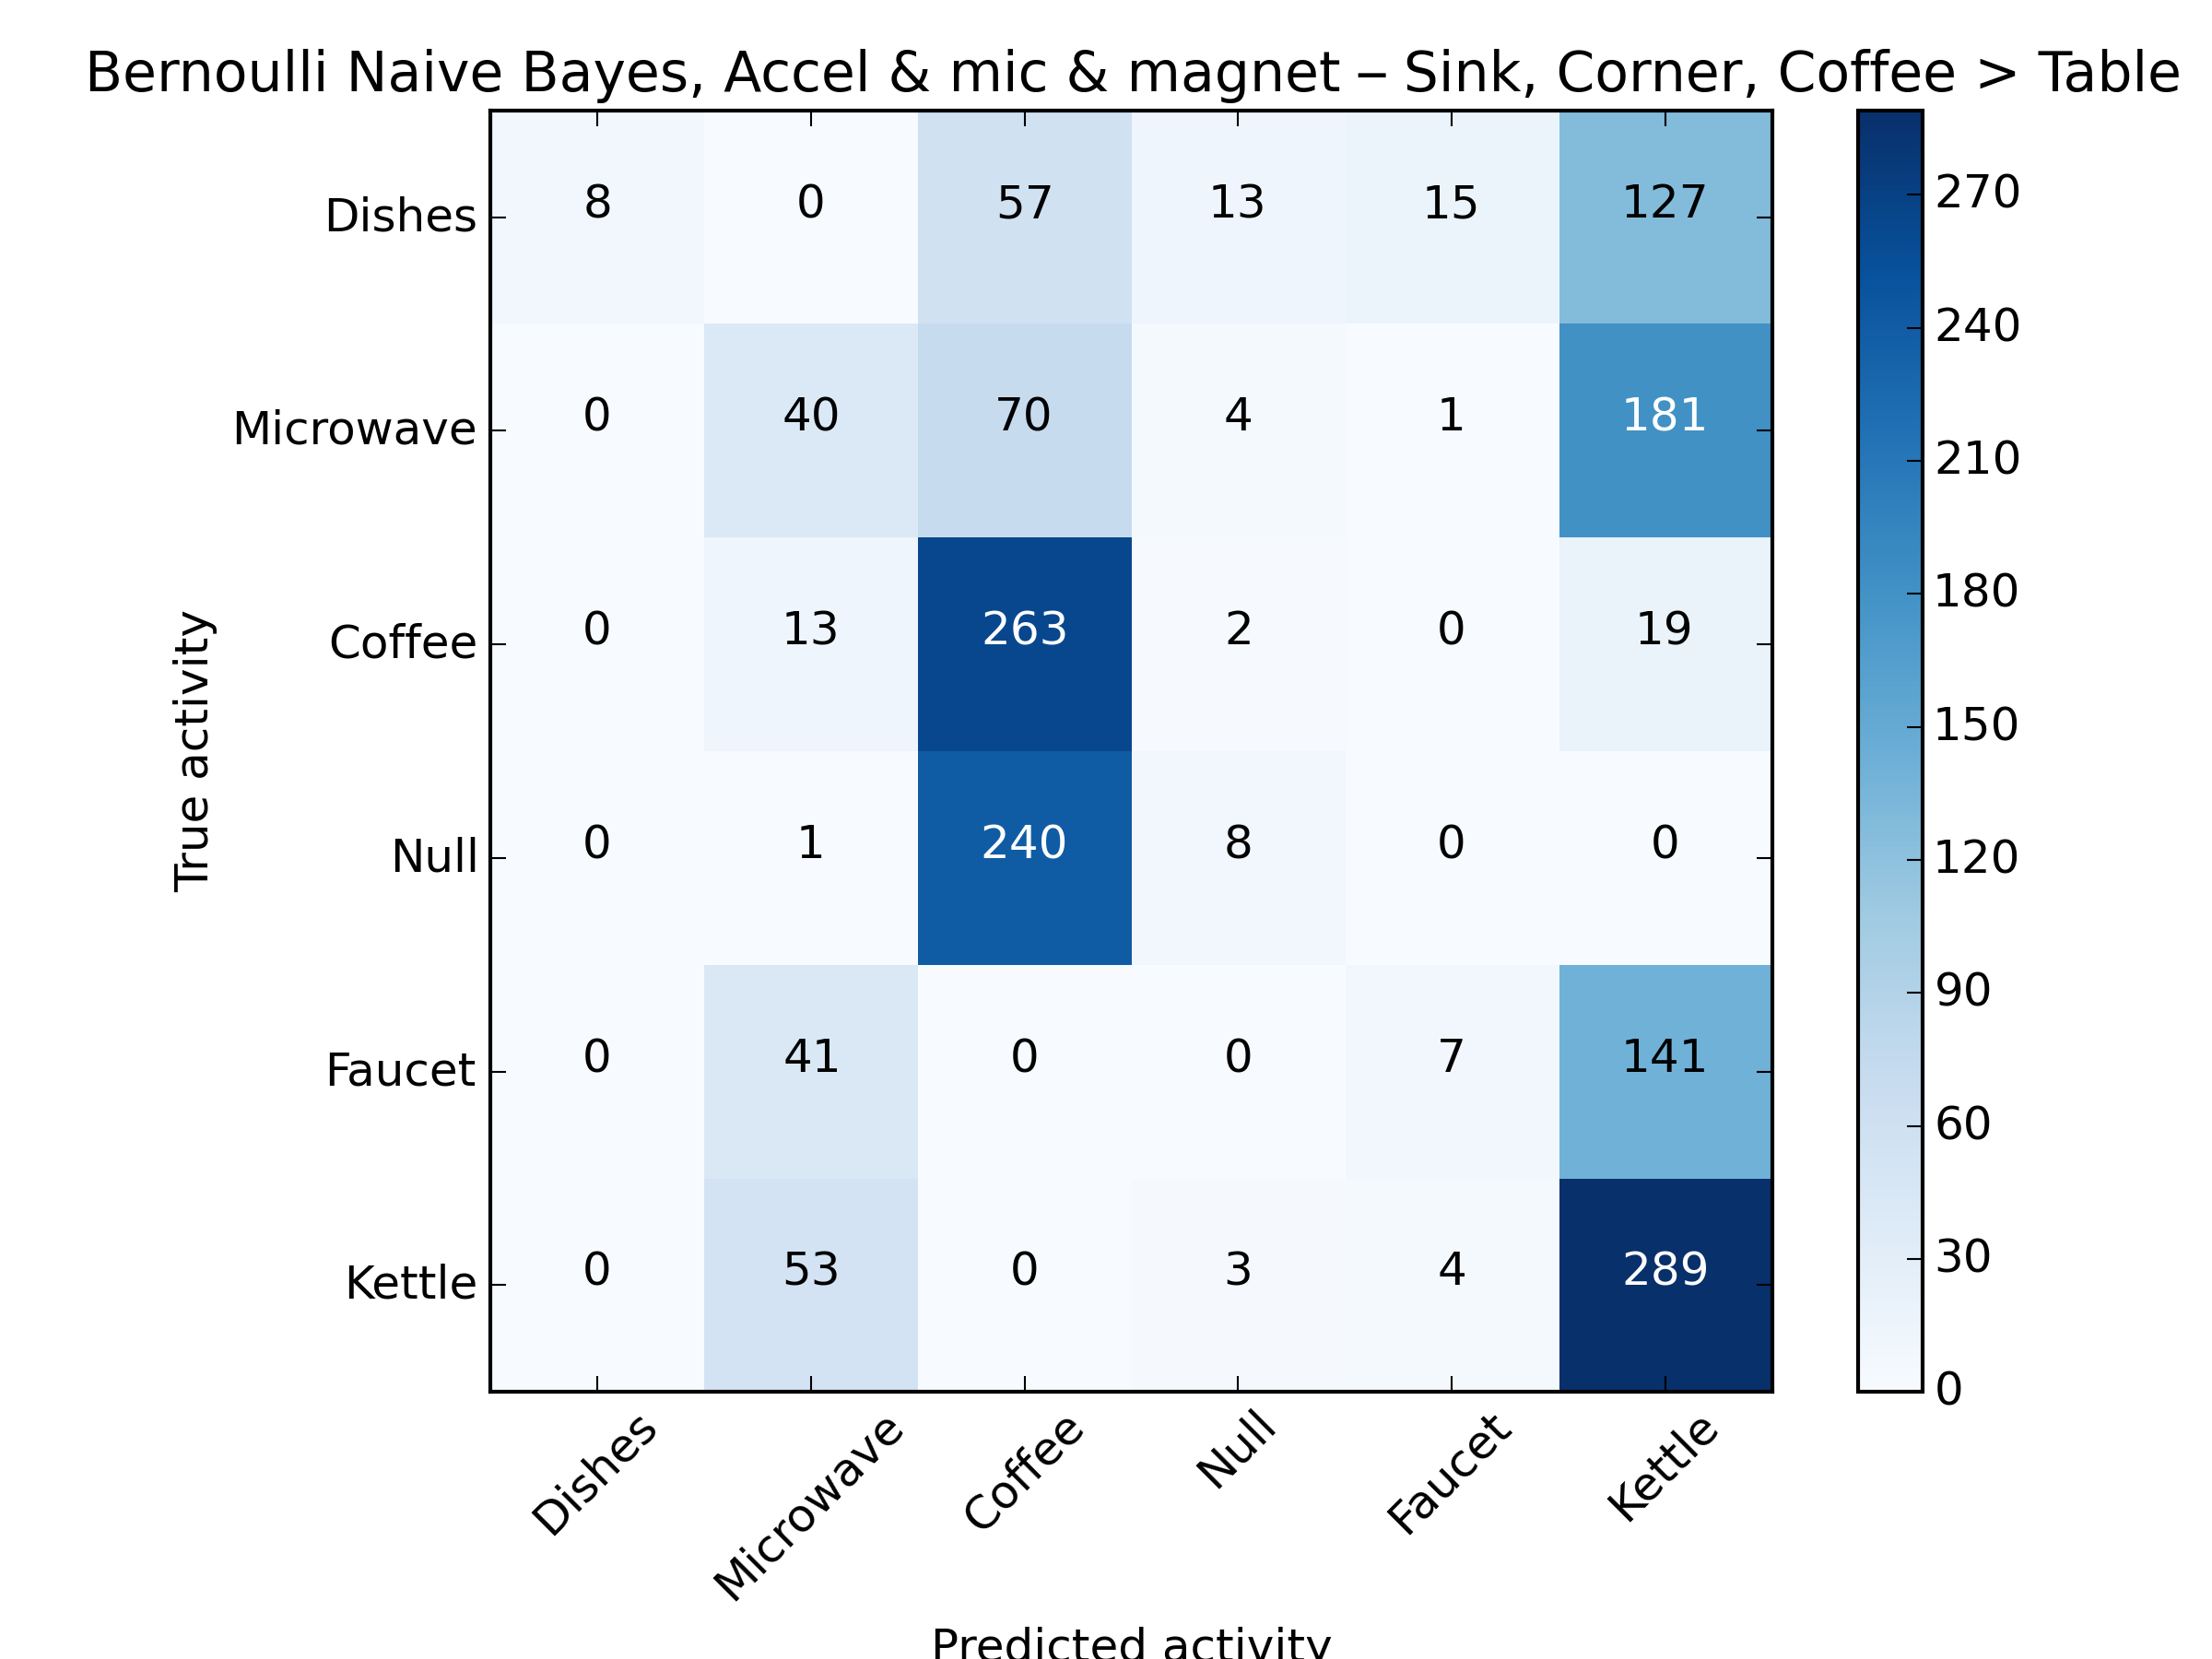 Bernoulli Naive Bayes, Accel & mic & magnet – Sink, Corner, Coffee > Table
Dishes 8 0 57 13 15 127
Microwave 0 40 70 4 1 181
Coffee 0 13 263 2 0 19
Null 0 1 240 8 0 0
Faucet 0 41 0 0 7 141
Kettle 0 53 0 3 4 289
True activity
Dishes Microwave Coffee Null Faucet Kettle
Predicted activity
270
240
210
180
150
120
90
60
30
0